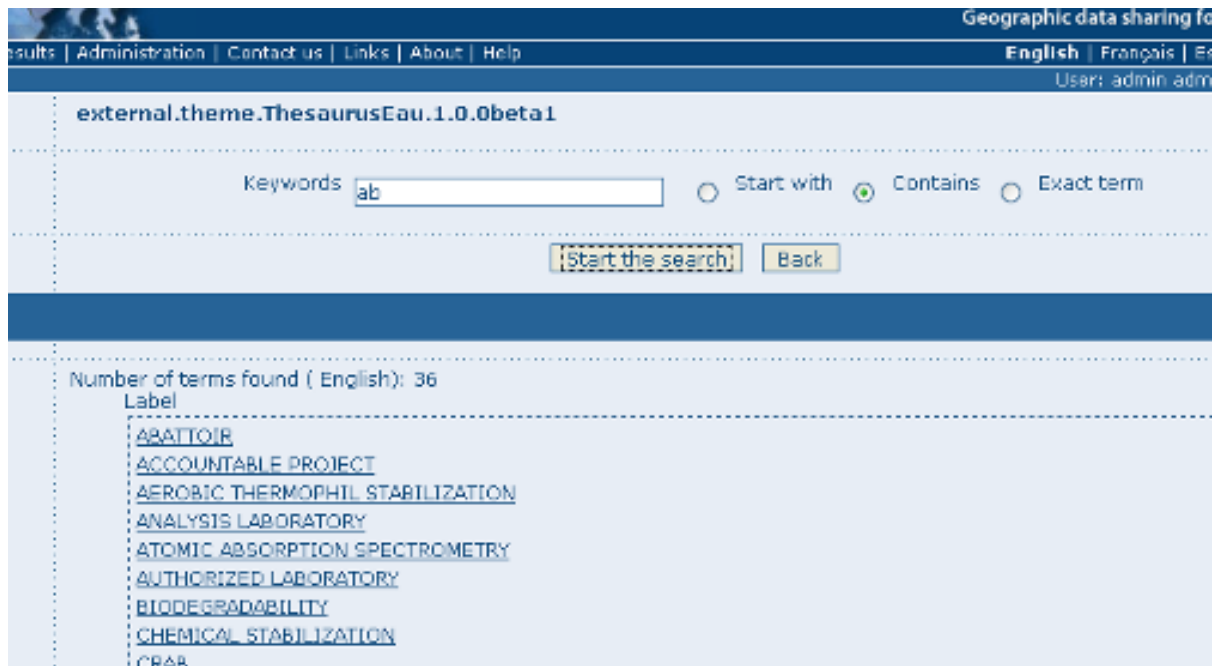 Geographic data sharing fo
esults | Administration | Contact us | Links | About | Help English | Français | Es
User: admin adm
external.theme.ThesaurusEau.1.0.0beta1
Keywords ab Start with Contains Exact term
Start the search Back
Number of terms found ( English): 36
Label
ABATTOIR
ACCOUNTABLE PROJECT
AEROBIC THERMOPHIL STABILIZATION
ANALYSIS LABORATORY
ATOMIC ABSORPTION SPECTROMETRY
AUTHORIZED LABORATORY
BIODEGRADABILITY
CHEMICAL STABILIZATION
CRAB